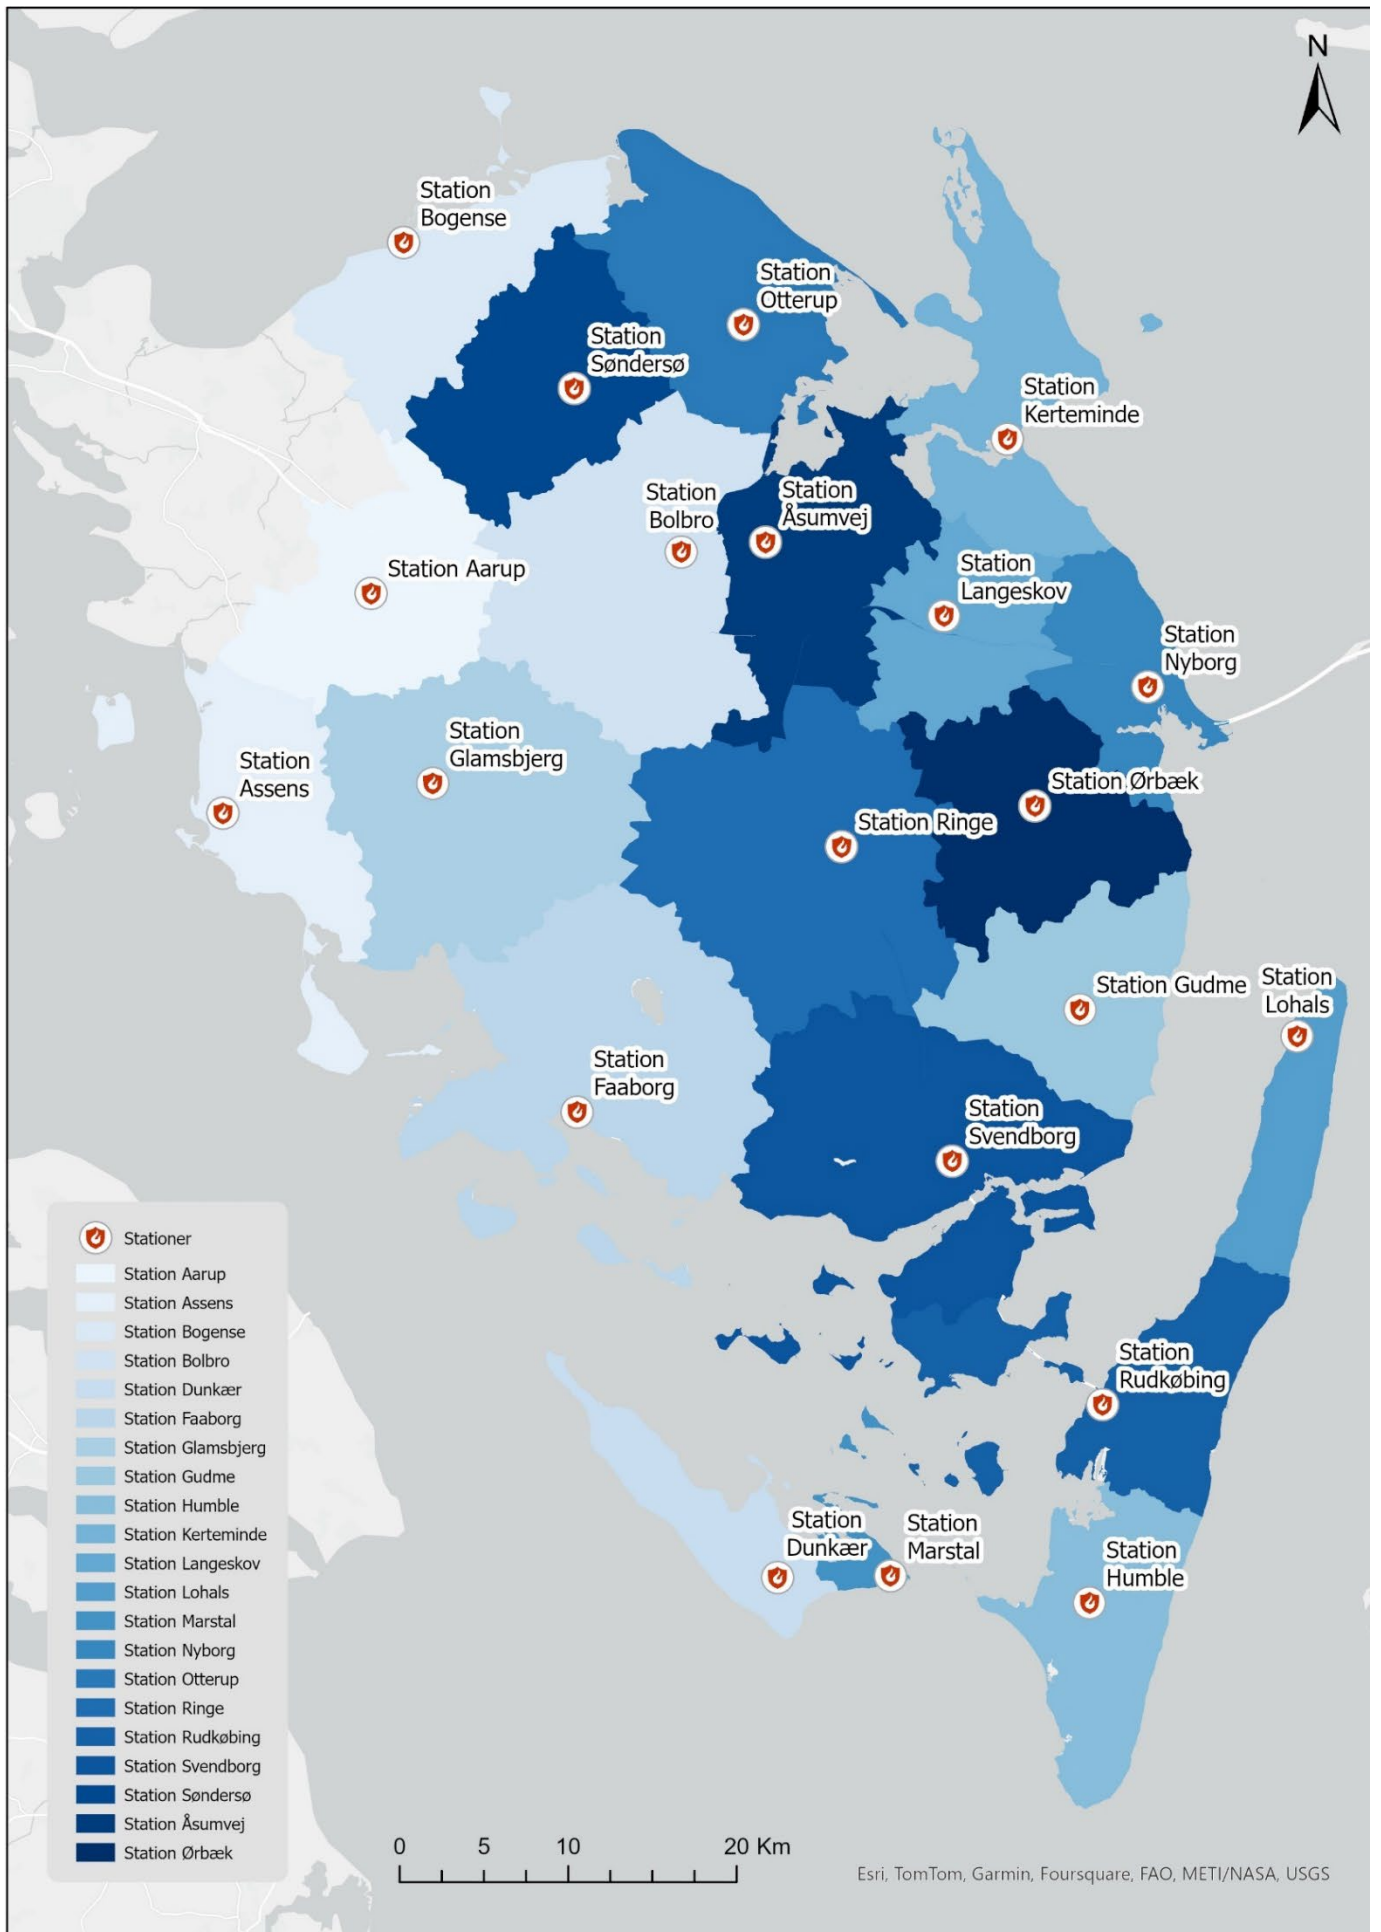 N
Station
Bogense
Station
Otterup
Station
Søndersø
Station
Kerteminde
Station
Bolbro
Station
Åsumvej
Station Aarup
Station
Langeskov
Station
Nyborg
Station
Glamsbjerg
Station
Assens
Station Ørbæk
Station Ringe
Station Gudme
Station
Lohals
Station
Faaborg
Station
Svendborg
Station
Rudkøbing
Station
Dunkær
Station
Marstal
Station
Humble
Stationer
Station Aarup
Station Assens
Station Bogense
Station Bolbro
Station Dunkær
Station Faaborg
Station Glamsbjerg
Station Gudme
Station Humble
Station Kerteminde
Station Langeskov
Station Lohals
Station Marstal
Station Nyborg
Station Otterup
Station Ringe
Station Rudkøbing
Station Svendborg
Station Søndersø
Station Åsumvej
Station Ørbæk
0 5 10 20 Km
Esri, TomTom, Garmin, Foursquare, FAO, METI/NASA, USGS